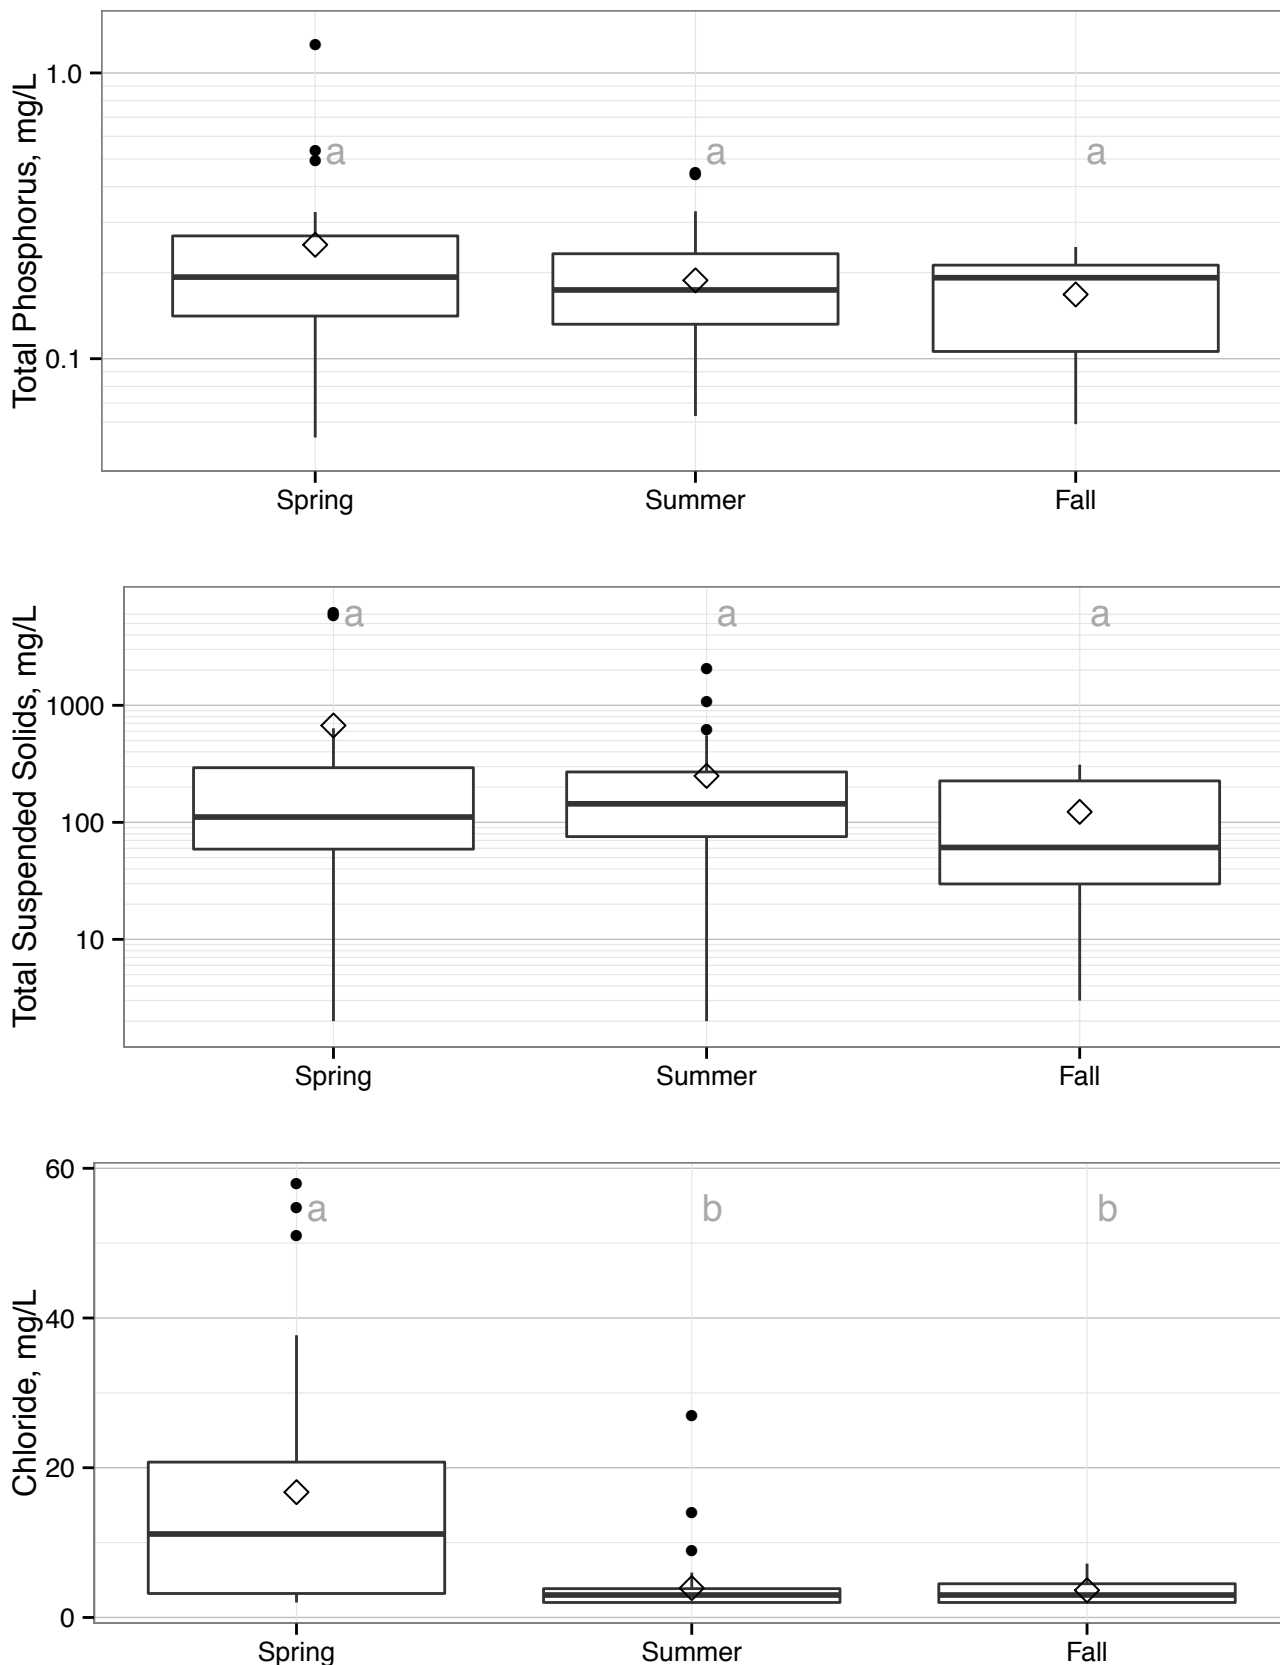 Total Phosphorus, mg/L
1.0
0.1
a a a
Spring Summer Fall
Total Suspended Solids, mg/L
1000
100
10
a a a
Spring Summer Fall
Chloride, mg/L
60
40
20
0
a b b
Spring Summer Fall